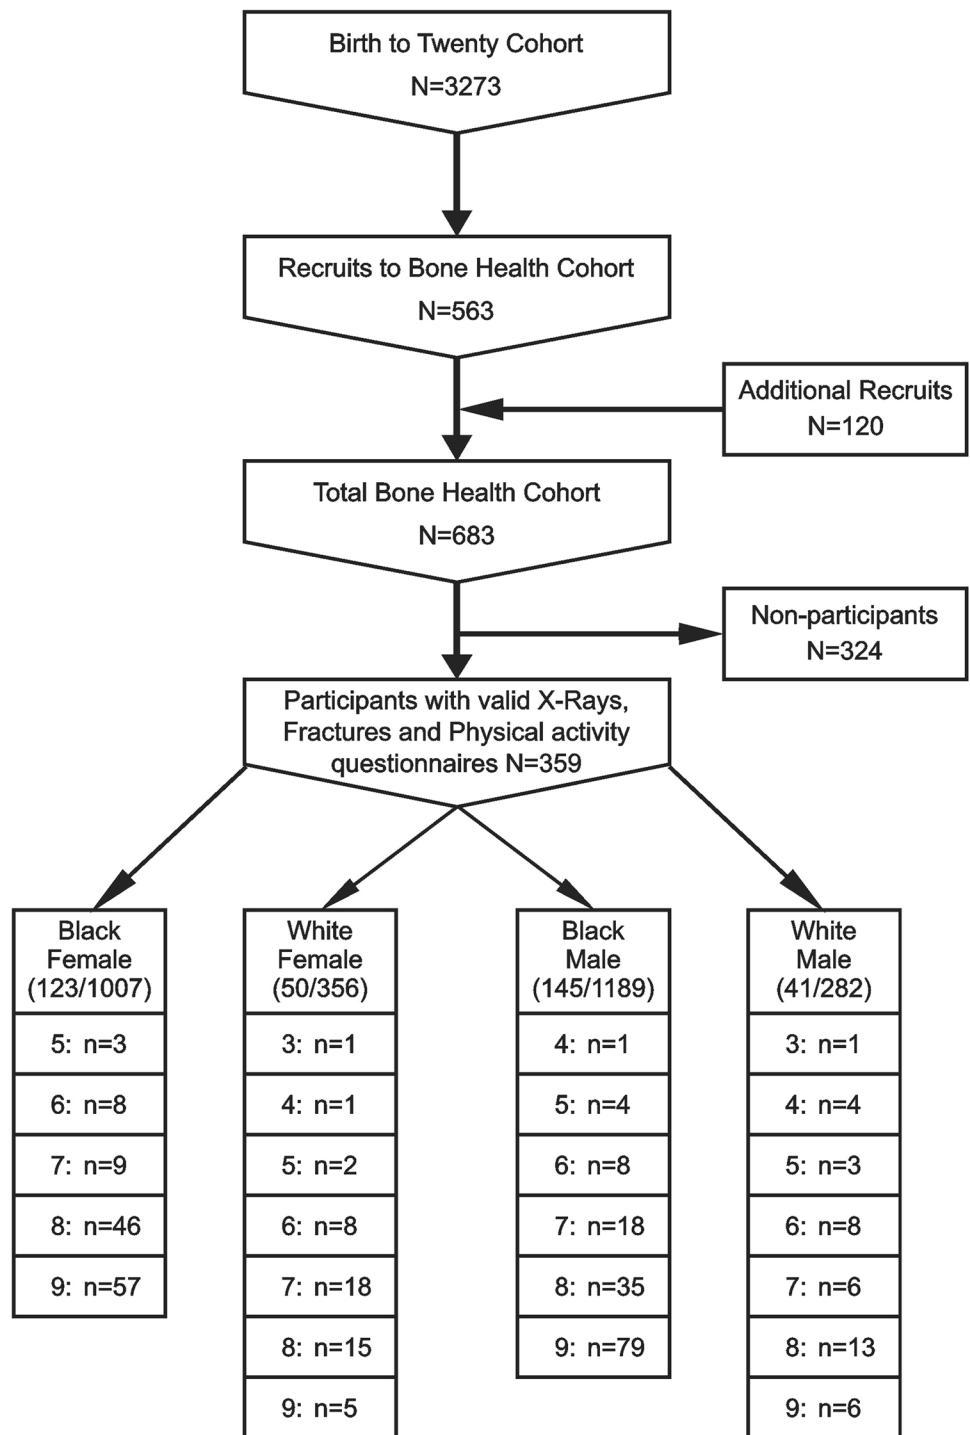 Birth to Twenty Cohort
N=3273
Recruits to Bone Health Cohort
N=563
Additional Recruits
N=120
Total Bone Health Cohort
N=683
Non-participants
N=324
Participants with valid X-Rays,
Fractures and Physical activity
questionnaires N=359
Black
Female
(123/1007)
5: n=3
6: n=8
7: n=9
8: n=46
9: n=57
White
Female
(50/356)
3: n=1
4: n=1
5: n=2
6: n=8
7: n=18
8: n=15
9: n=5
Black
Male
(145/1189)
4: n=1
5: n=4
6: n=8
7: n=18
8: n=35
9: n=79
White
Male
(41/282)
3: n=1
4: n=4
5: n=3
6: n=8
7: n=6
8: n=13
9: n=6